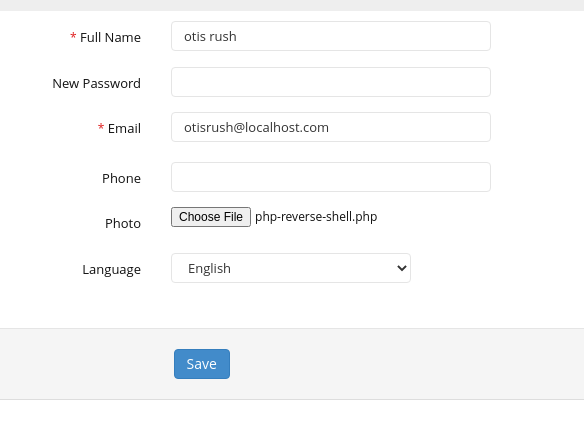 * Full Name otis rush
New Password
* Email otisrush@localhost.com
Phone
Photo Choose File php-reverse-shell.php
Language English
Save